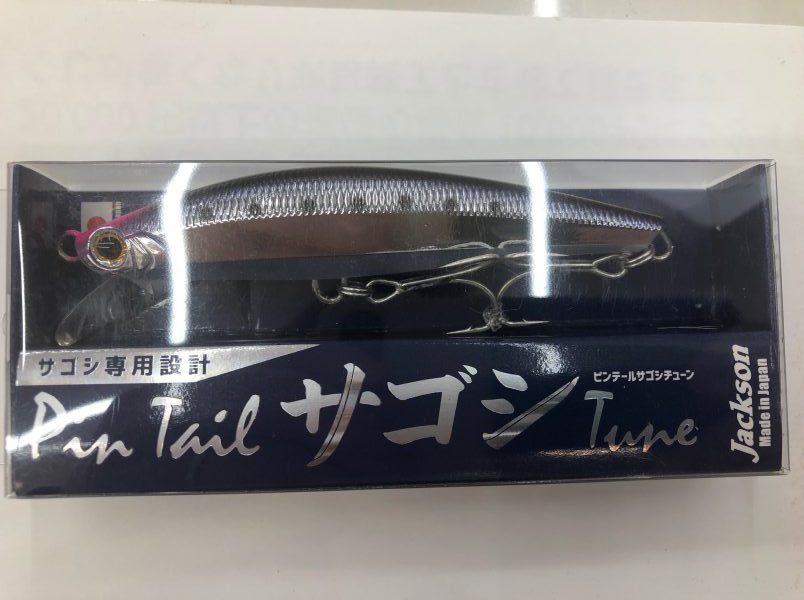 サゴシ専用設計
Pin Tail サゴシ Tune
ピンテールサゴシチューン
Jackson
Made in Japan